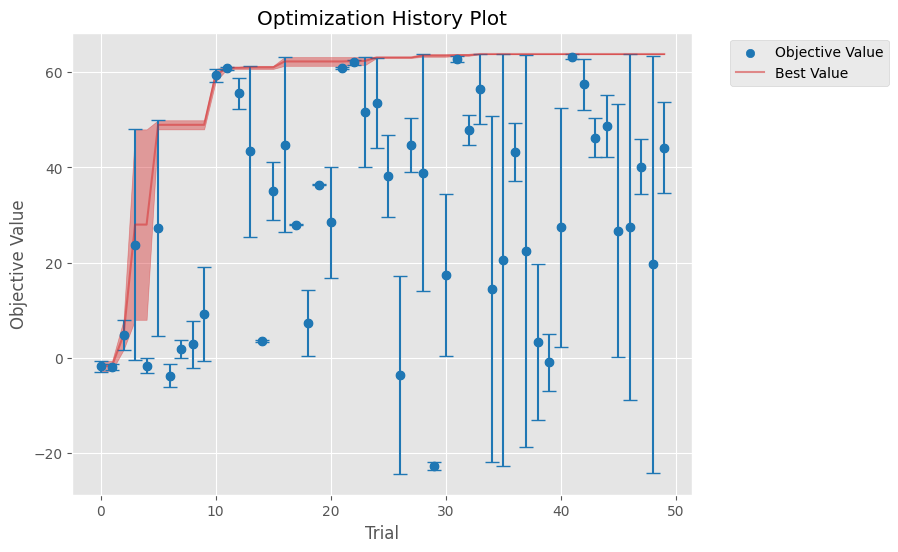 Optimization History Plot
Objective Value
Best Value
Objective Value
60
40
20
0
−20
0 10 20 30 40 50
Trial